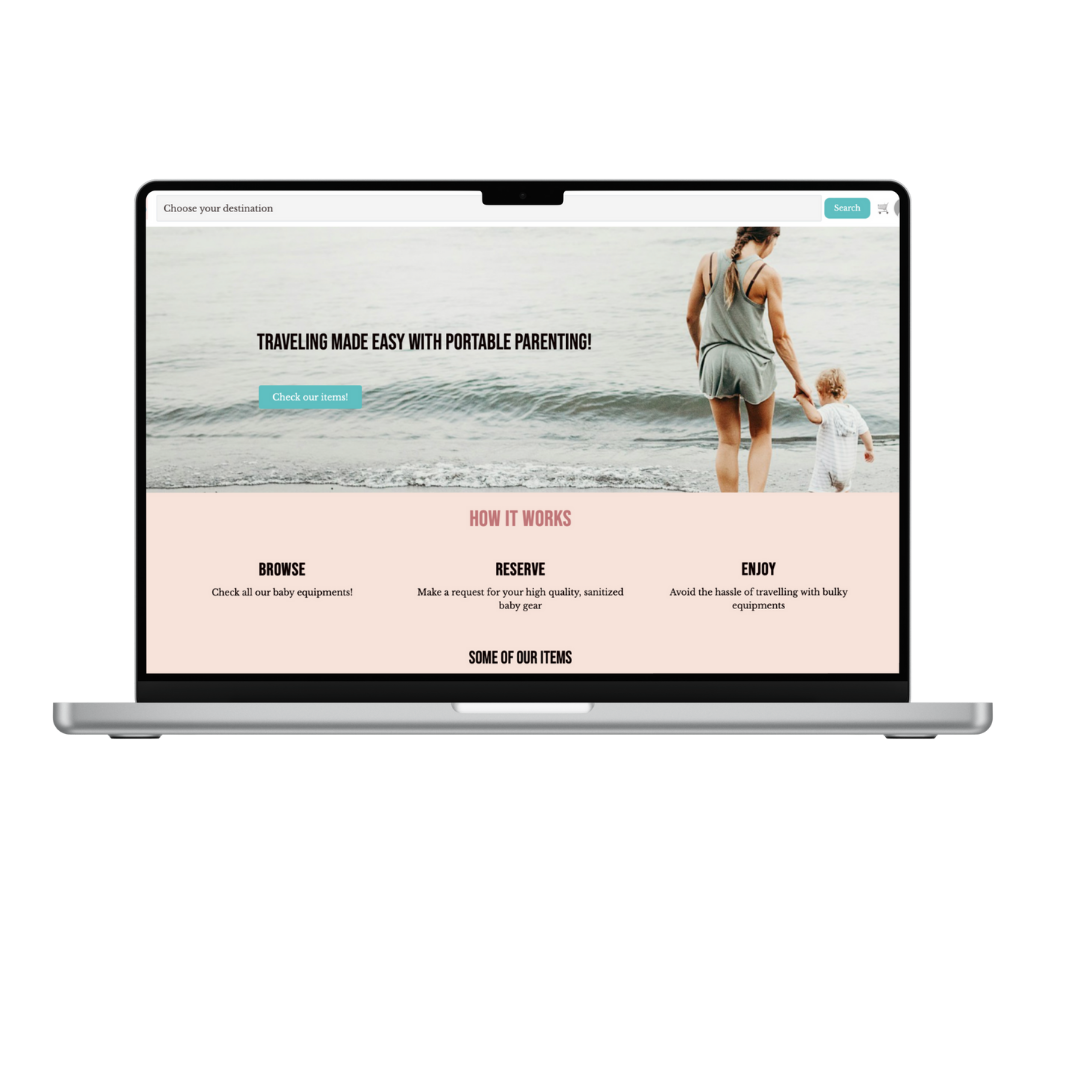 Choose your destination
Search
TRAVELING MADE EASY WITH PORTABLE PARENTING!
Check our items!
HOW IT WORKS
BROWSE
Check all our baby equipments!
RESERVE
Make a request for your high quality, sanitized
baby gear
ENJOY
Avoid the hassle of travelling with bulky
equipments
SOME OF OUR ITEMS